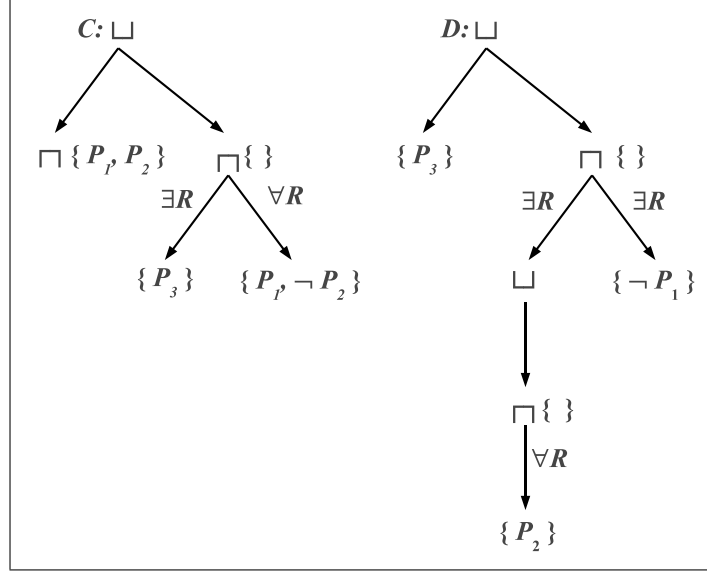 C: ⊔ D: ⊔
⊓ { P₁, P₂ } ⊓ { } { P₃ } ⊓ { }
∃R ∀R ∃R ∃R
{ P₃ } { P₁, ¬ P₂ } ⊔ { ¬ P₁ }
⊓ { }
∀R
{ P₂ }